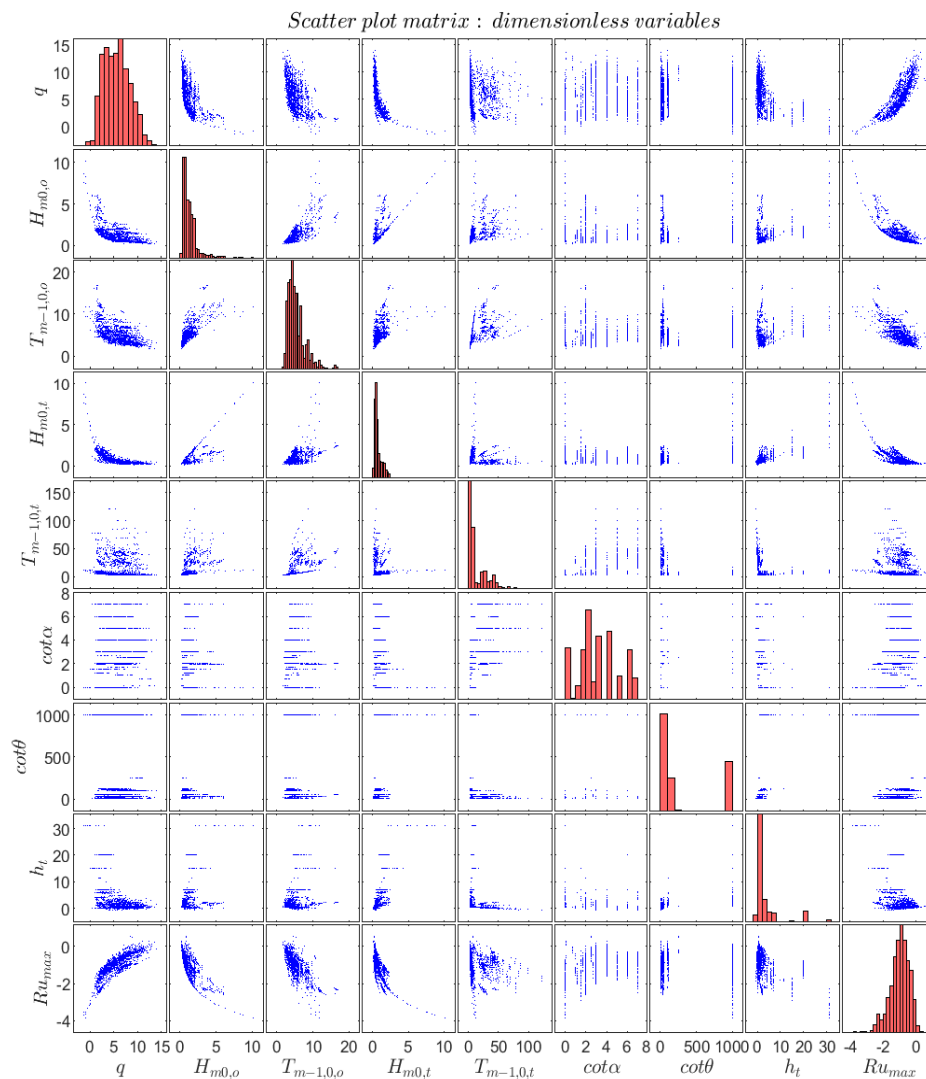 Scatter plot matrix : dimensionless variables
15
10
5
0
q
10
5
0
H_{m0,o}
20
10
0
T_{m−1,0,o}
10
5
0
H_{m0,t}
150
100
50
0
T_{m−1,0,t}
8
6
4
2
0
cotα
1000
500
0
cotθ
30
20
10
0
h_t
0
-2
-4
Ru_{max}
0 5 10 15 0 5 10 0 10 20 0 5 10 0 50 100 150 0 2 4 6 8 0 500 1000 0 10 20 30 -4 -2 0
q H_{m0,o} T_{m−1,0,o} H_{m0,t} T_{m−1,0,t} cotα cotθ h_t Ru_{max}